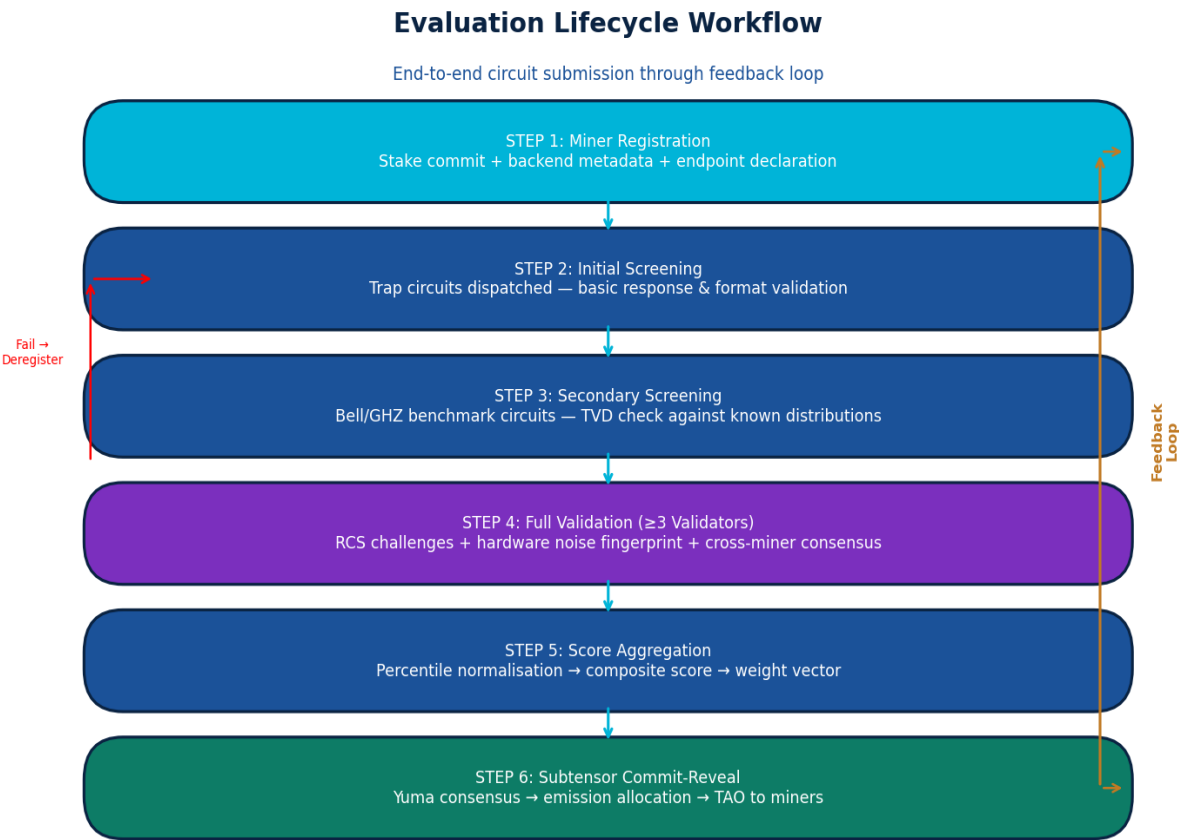 Evaluation Lifecycle Workflow
End-to-end circuit submission through feedback loop
STEP 1: Miner Registration
Stake commit + backend metadata + endpoint declaration
STEP 2: Initial Screening
Trap circuits dispatched — basic response & format validation
Fail →
Deregister
STEP 3: Secondary Screening
Bell/GHZ benchmark circuits — TVD check against known distributions
Feedback
Loop
STEP 4: Full Validation (≥3 Validators)
RCS challenges + hardware noise fingerprint + cross-miner consensus
STEP 5: Score Aggregation
Percentile normalisation → composite score → weight vector
STEP 6: Subtensor Commit-Reveal
Yuma consensus → emission allocation → TAO to miners